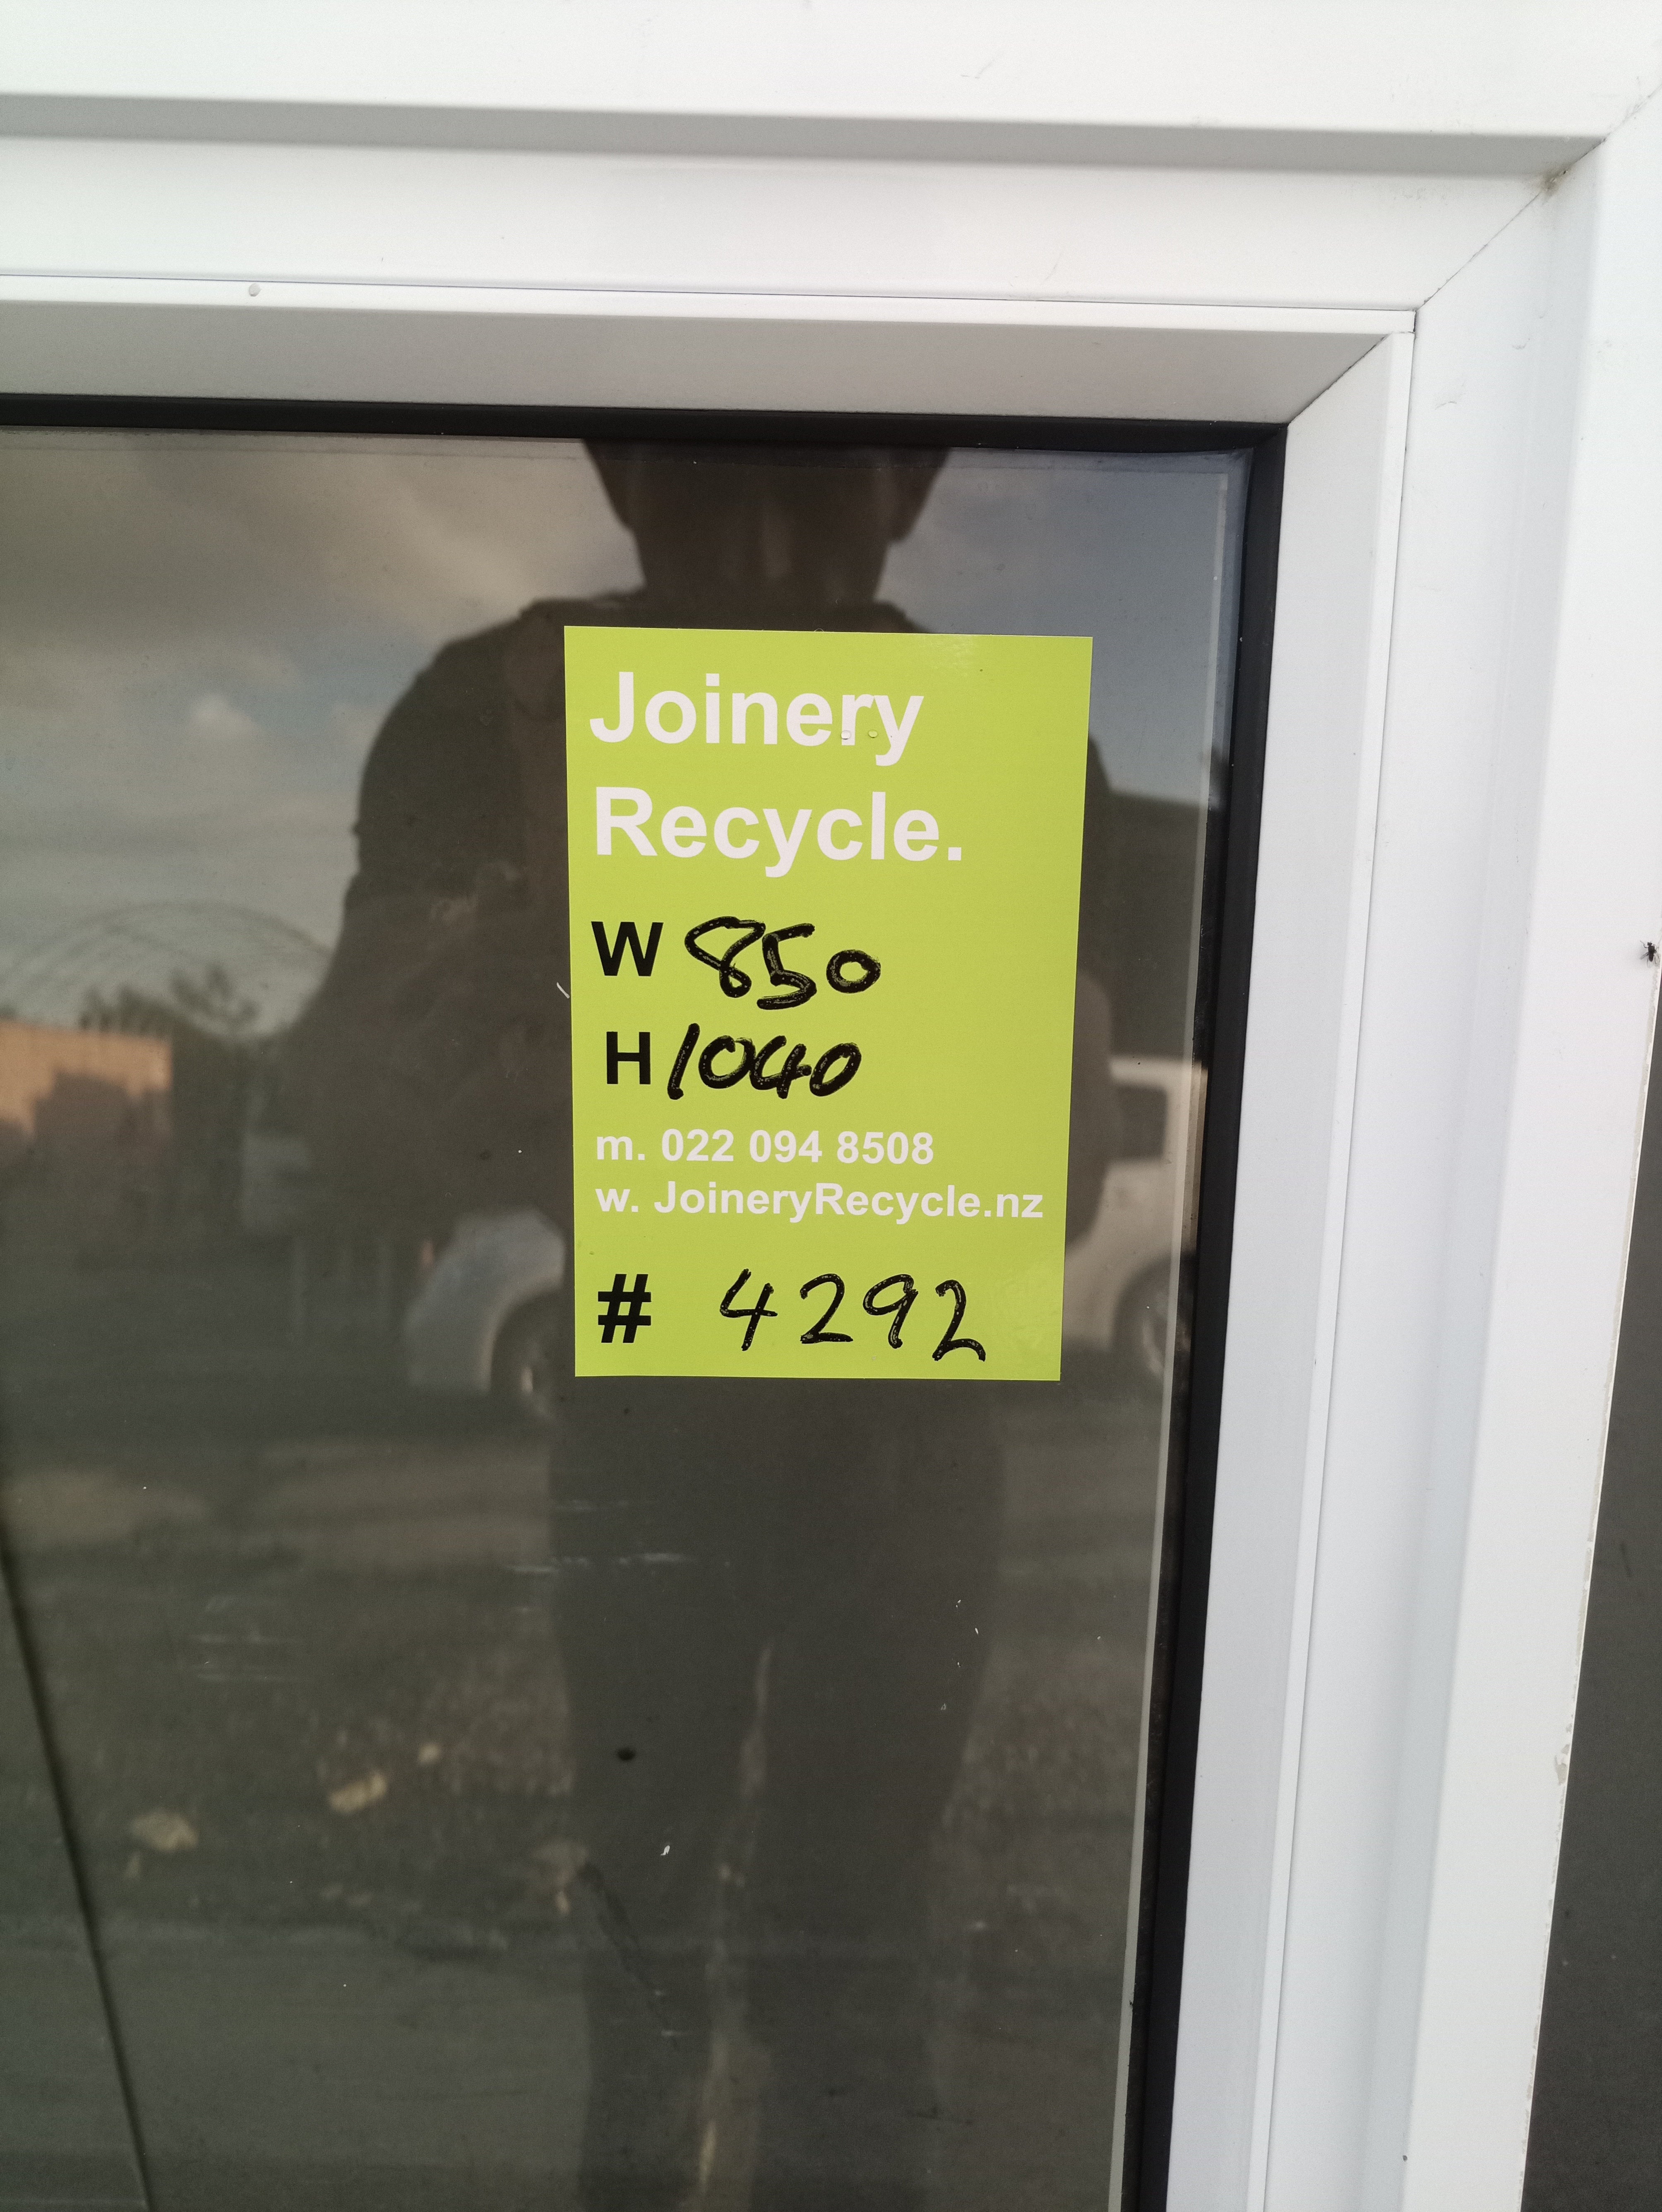 Joinery
Recycle.
W 850
H 1040
m. 022 094 8508
w. JoineryRecycle.nz
# 4292